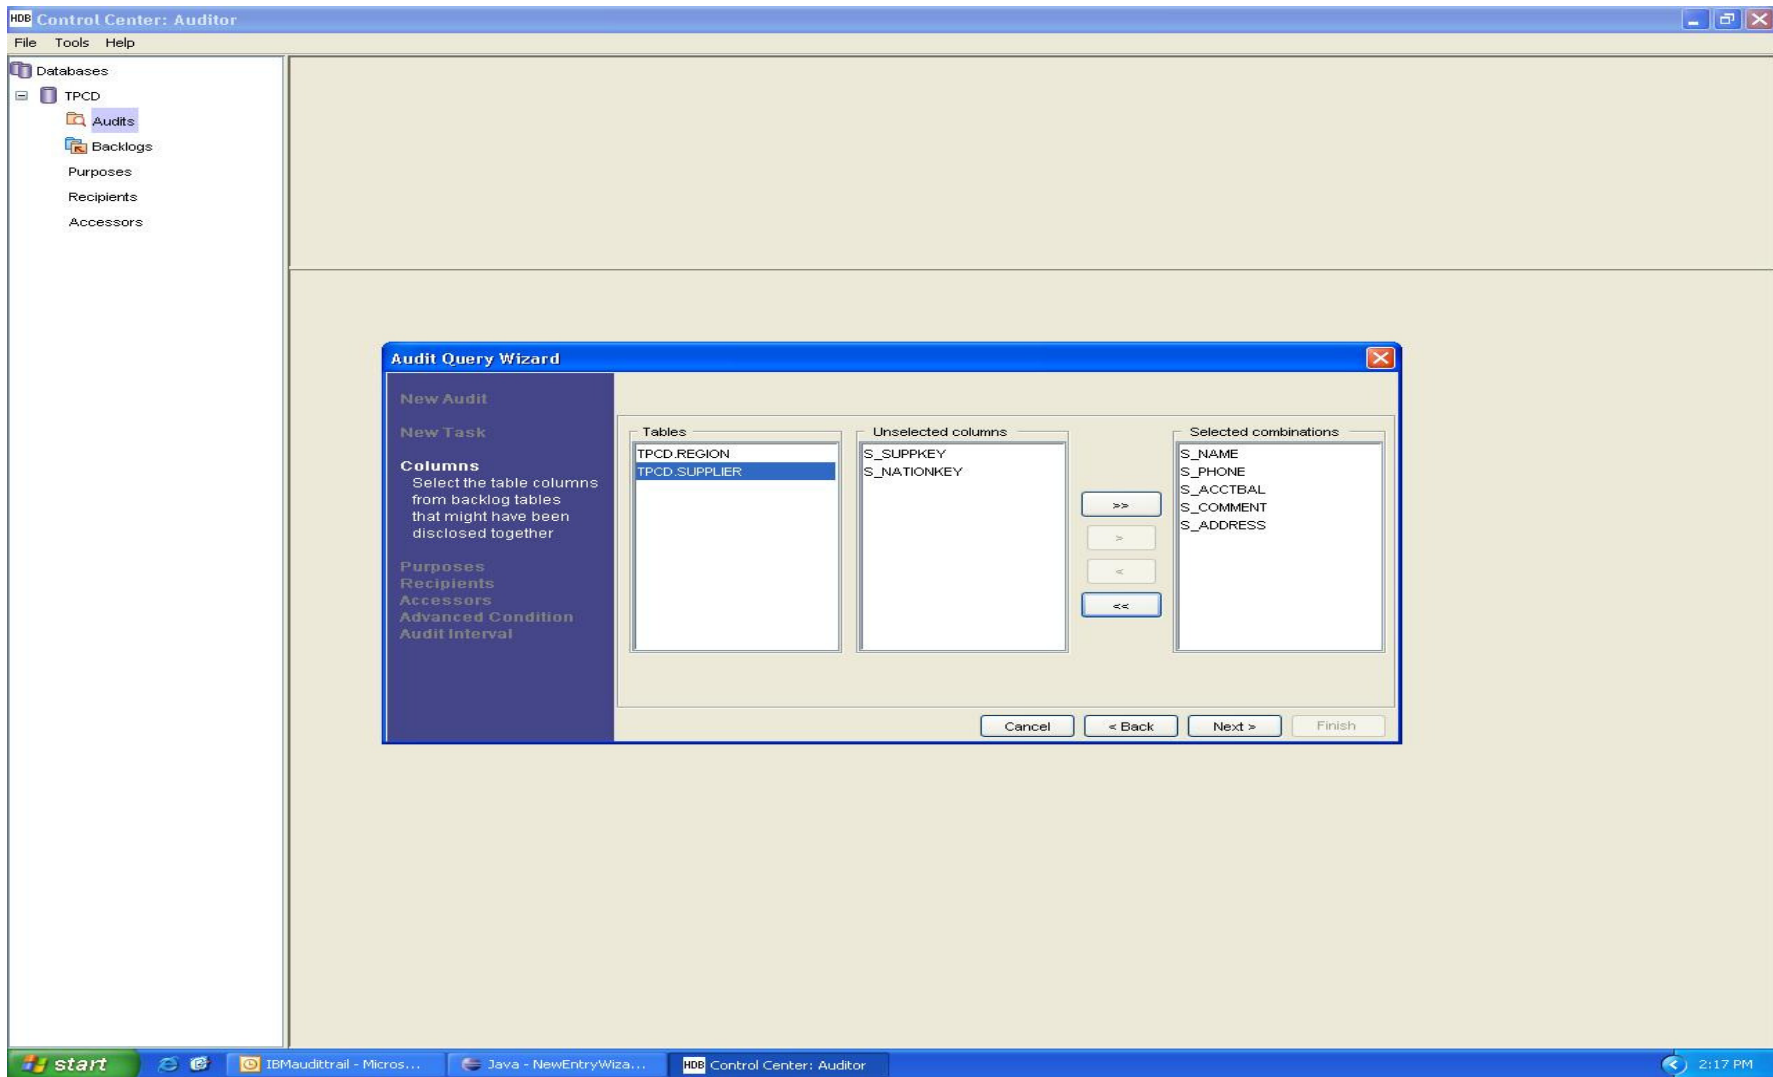 HDB Control Center: Auditor
File Tools Help
Databases
TPCD
Audits
Backlogs
Purposes
Recipients
Accessors
Audit Query Wizard
New Audit
New Task
Columns
Select the table columns
from backlog tables
that might have been
disclosed together
Purposes
Recipients
Accessors
Advanced Condition
Audit Interval
Tables
TPCD.REGION
TPCD.SUPPLIER
Unselected columns
S_SUPPKEY
S_NATIONKEY
>>
>
<
<<
Selected combinations
S_NAME
S_PHONE
S_ACCTBAL
S_COMMENT
S_ADDRESS
Cancel
< Back
Next >
Finish
start
IBMaudittrail - Micros...
Java - NewEntryWiza...
HDB Control Center: Auditor
2:17 PM